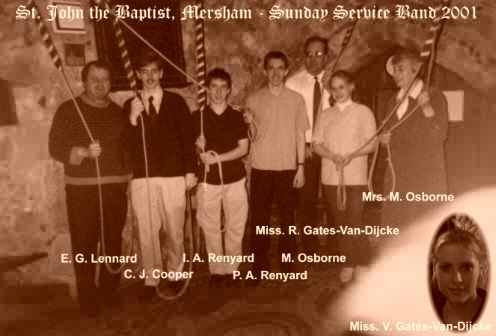 St. John the Baptist, Mersham - Sunday Service Band 2001
Mrs. M. Osborne
Miss. R. Gates-Van-Dijcke
E. G. Lennard I. A. Renyard M. Osborne
C. J. Cooper P. A. Renyard
Miss. V. Gates-Van-Dijcke